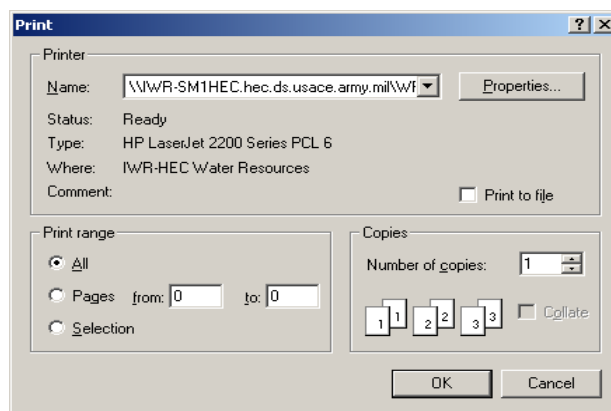 Print
Printer
Name: \\IWR-SM1HEC.hec.ds.usace.army.mil\WF Properties...
Status: Ready
Type: HP LaserJet 2200 Series PCL 6
Where: IWR-HEC Water Resources
Comment: Print to file
Print range Copies
All Number of copies: 1
Pages from: 0 to: 0
1 1 2 2 3 3 Collate
Selection
OK Cancel